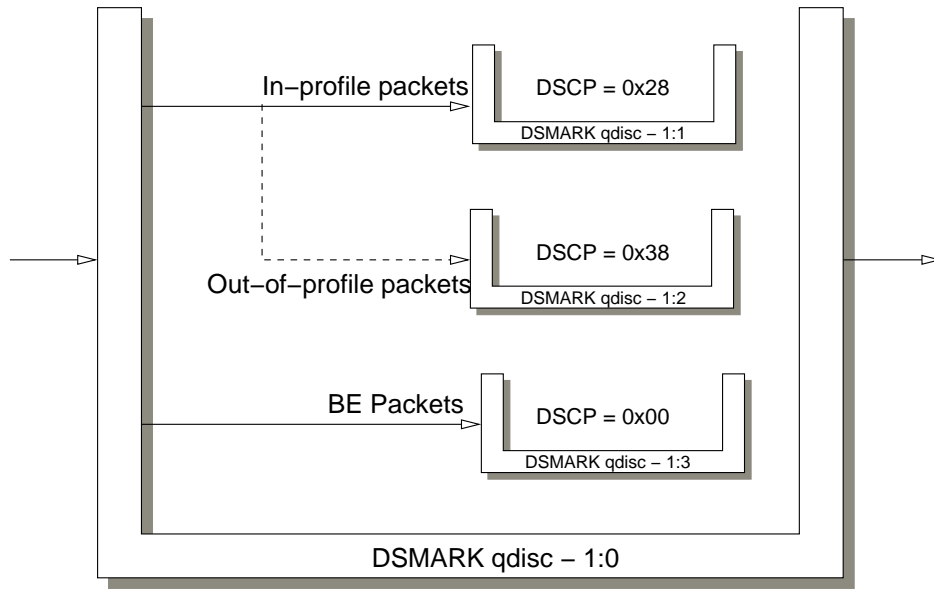 In−profile packets
DSCP = 0x28
DSMARK qdisc − 1:1
DSCP = 0x38
Out−of−profile packets
DSMARK qdisc − 1:2
BE Packets
DSCP = 0x00
DSMARK qdisc − 1:3
DSMARK qdisc − 1:0